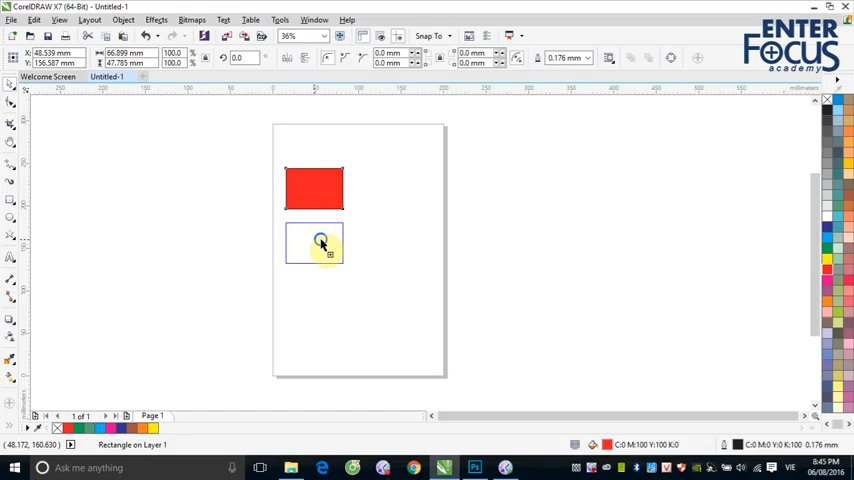 CorelDRAW X7 (64-Bit) - Untitled-1
File Edit View Layout Object Effects Bitmaps Text Table Tools Window Help
36% Snap To
X: 48.539 mm 66.899 mm 100.0 % 0.0 0.0 mm 0.0 mm 0.0 mm 0.0 mm 0.176 mm
Y: 156.587 mm 47.785 mm 100.0 %
ENTER
FOCUS
academy
Welcome Screen Untitled-1
250 200 150 100 50 0 50 100 150 200 250 300 350 400 450 500 millimeters
1 of 1 Page 1
(48.172, 160.630) Rectangle on Layer 1 C:0 M:100 Y:100 K:0 C:0 M:0 Y:0 K:100 0.176 mm
Ask me anything VIE 8:45 PM
06/08/2016